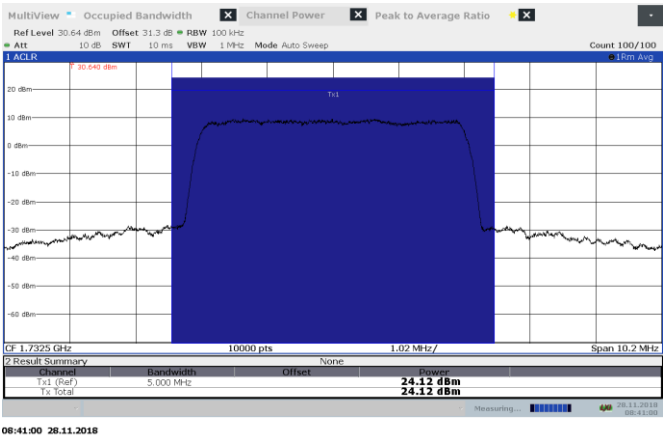 MultiView Occupied Bandwidth X Channel Power X Peak to Average Ratio X
Ref Level 30.64 dBm Offset 31.3 dB RBW 100 kHz
Att 10 dB SWT 10 ms VBW 1 MHz Mode Auto Sweep Count 100/100
1 ACLR 1Rm Avg
30.640 dBm
Tx1
20 dBm
10 dBm
0 dBm
-10 dBm
-20 dBm
-30 dBm
-40 dBm
-50 dBm
-60 dBm
CF 1.7325 GHz 10000 pts 1.02 MHz/ Span 10.2 MHz
2 Result Summary None
Channel Bandwidth Offset Power
Tx1 (Ref) 5.000 MHz 24.12 dBm
Tx Total 24.12 dBm
Measuring... 28.11.2018
08:41:00
08:41:00 28.11.2018